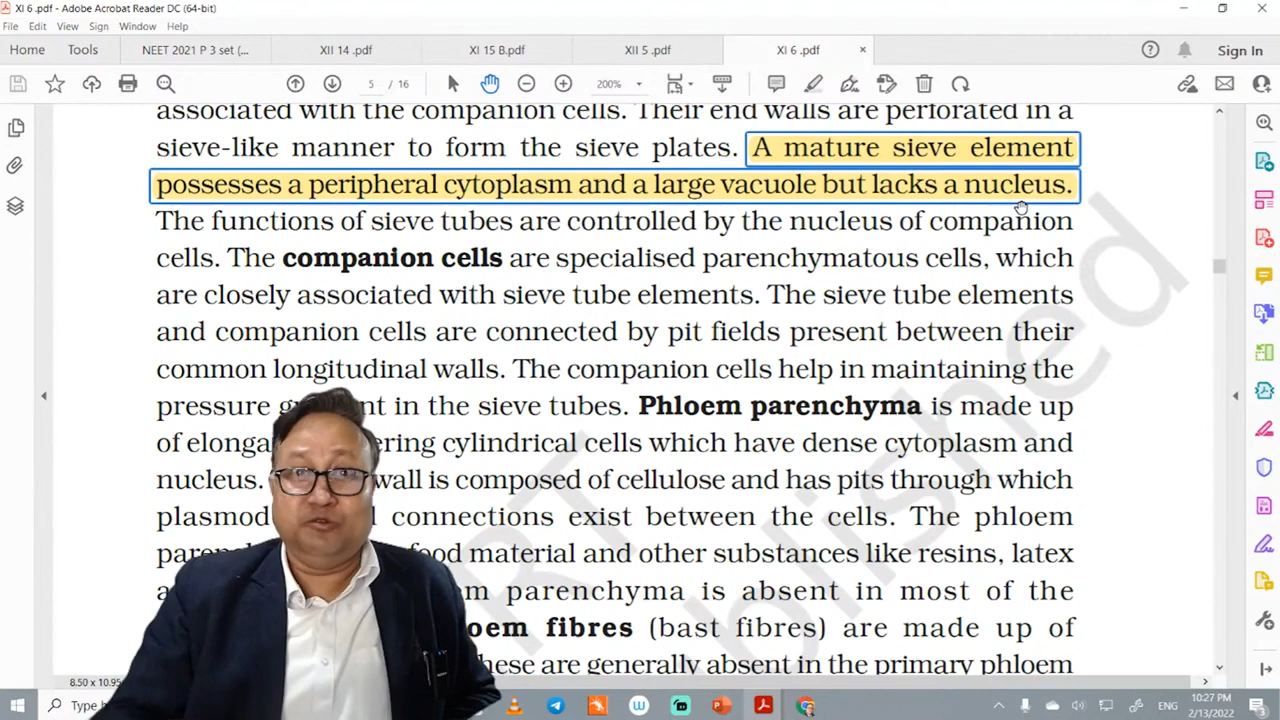 XI 6 .pdf - Adobe Acrobat Reader DC (64-bit)
File Edit View Sign Window Help
Home Tools NEET 2021 P 3 set (... XII 14 .pdf XI 15 B.pdf XII 5 .pdf XI 6 .pdf × Sign In
5 / 16 200%
associated with the companion cells. Their end walls are perforated in a
sieve-like manner to form the sieve plates. A mature sieve element
possesses a peripheral cytoplasm and a large vacuole but lacks a nucleus.
The functions of sieve tubes are controlled by the nucleus of companion
cells. The companion cells are specialised parenchymatous cells, which
are closely associated with sieve tube elements. The sieve tube elements
and companion cells are connected by pit fields present between their
common longitudinal walls. The companion cells help in maintaining the
pressure in the sieve tubes. Phloem parenchyma is made up
of cylindrical cells which have dense cytoplasm and
nucleus. wall is composed of cellulose and has pits through which
connections exist between the cells. The phloem
food material and other substances like resins, latex
parenchyma is absent in most of the
fibres (bast fibres) are made up of
are generally absent in the primary phloem
8.50 x 10.95
Type
ENG 10:27 PM
2/13/2022
3